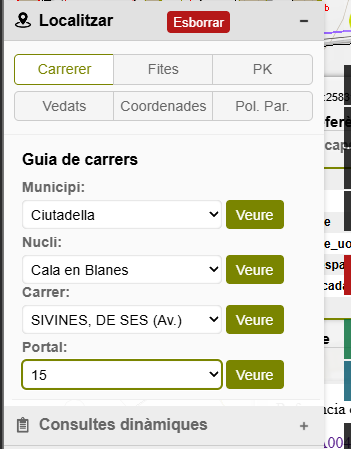 Localitzar Esborrar −
Carrerer Fites PK
Vedats Coordenades Pol. Par.
Guia de carrers
Municipi:
Ciutadella Veure
Nucli:
Cala en Blanes Veure
Carrer:
SIVINES, DE SES (Av.) Veure
Portal:
15 Veure
Consultes dinàmiques +